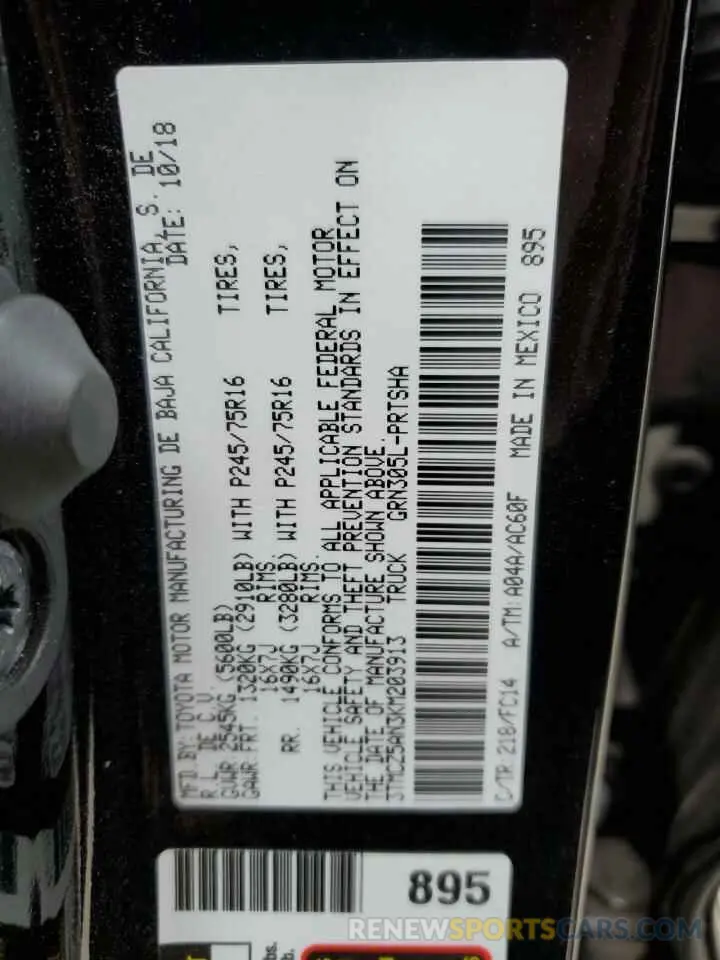 MFD.BY:TOYOTA MOTOR MANUFACTURING DE BAJA CALIFORNIA,S. DE
R.L. DE C.V. DATE: 10/18
GVWR 2545KG (5600LB)
GAWR FRT. 1320KG (2910LB) WITH P245/75R16 TIRES,
16X7J RIMS.
RR. 1490KG (3280LB) WITH P245/75R16 TIRES,
16X7J RIMS.
THIS VEHICLE CONFORMS TO ALL APPLICABLE FEDERAL MOTOR
VEHICLE SAFETY AND THEFT PREVENTION STANDARDS IN EFFECT ON
THE DATE OF MANUFACTURE SHOWN ABOVE.
3TMCZ5AN3KM203913 TRUCK GRN305L-PRTSHA
C/TR:218/FC14 A/TM:A04A/AC60F MADE IN MEXICO 895
895
RENEWSPORTSCARS.COM